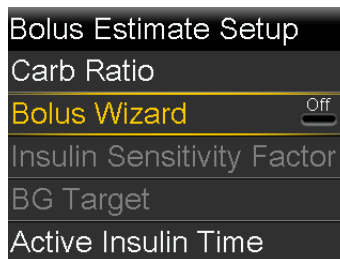 Bolus Estimate Setup
Carb Ratio
Bolus Wizard Off
Insulin Sensitivity Factor
BG Target
Active Insulin Time